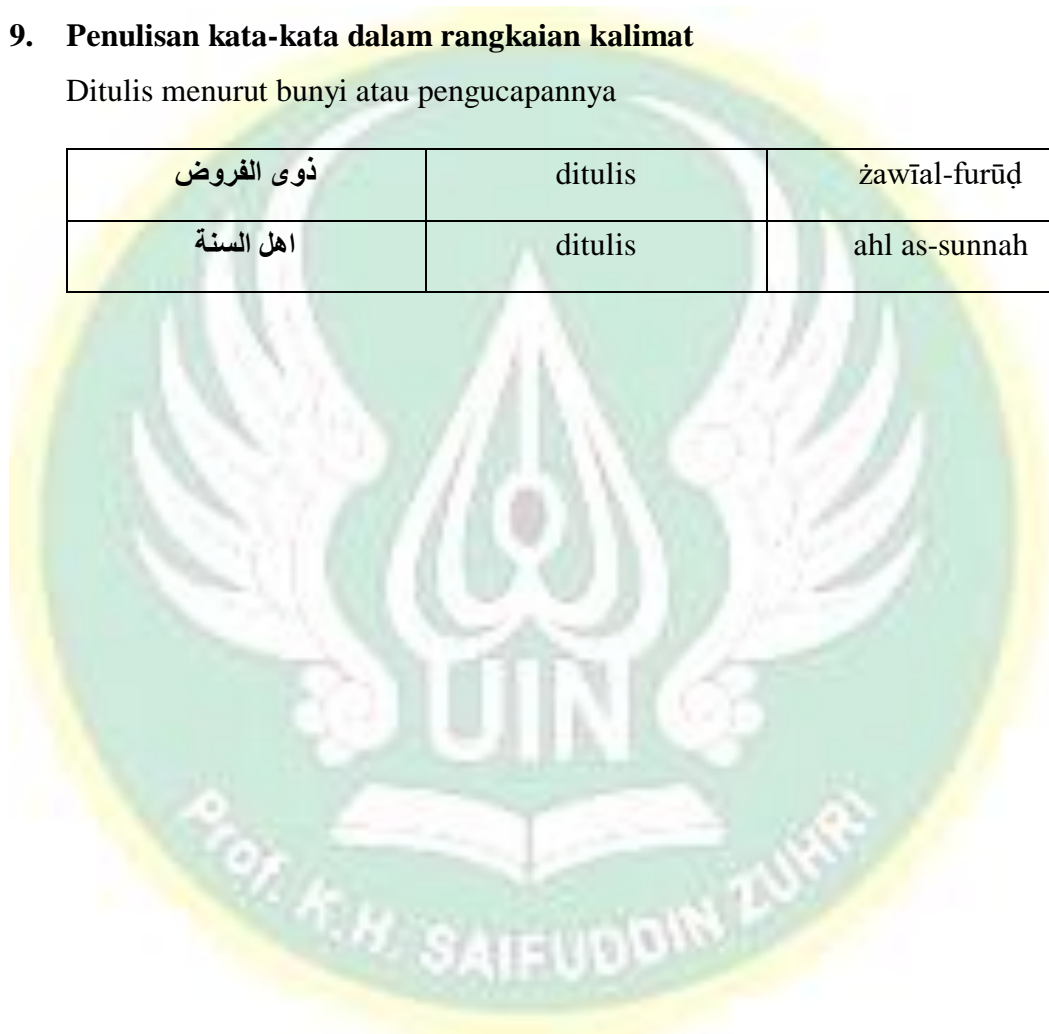 9. Penulisan kata-kata dalam rangkaian kalimat
Ditulis menurut bunyi atau pengucapannya
ذوى الفروض ditulis żawīal-furūḍ
اهل السنة ditulis ahl as-sunnah
UIN
Prof. K.H. SAIFUDDIN ZUHRI